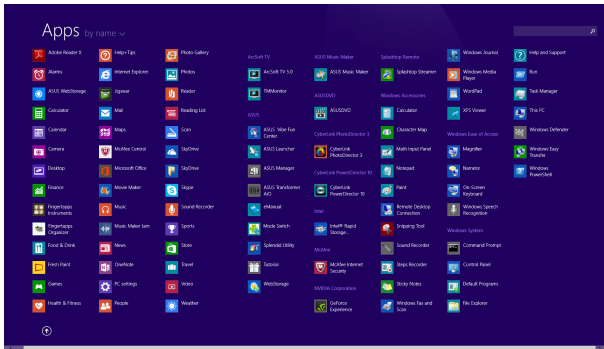 Apps by name
Adobe Reader X
Alarms
ASUS WebStorage
Calculator
Calendar
Camera
Desktop
Finance
Fingertapps
Instruments
Fingertapps
Organizer
Food & Drink
Fresh Paint
Games
Health & Fitness
Help+Tips
Internet Explorer
Jigswar
Mail
Maps
McAfee Central
Microsoft Office
Movie Maker
Music
Music Maker Jam
News
OneNote
PC settings
People
Photo Gallery
Photos
Reader
Reading List
Scan
SkyDrive
SkyDrive
Skype
Sound Recorder
Sports
Store
Travel
Video
Weather
ArcSoft TV
ArcSoft TV 5.0
TMMonitor
ASUS
ASUS Vibe Fun
Center
ASUS Launcher
ASUS Manager
ASUS Transformer
AiO
eManual
Mode Switch
Splendid Utility
Tutorial
WebStorage
ASUS Music Maker
ASUS Music Maker
ASUSDVD
ASUSDVD
CyberLink PhotoDirector 3
CyberLink
PhotoDirector 3
CyberLink PowerDirector 10
CyberLink
PowerDirector 10
Intel
Intel® Rapid
Storage...
McAfee
McAfee Internet
Security
NVIDIA Corporation
GeForce
Experience
Splashtop Remote
Splashtop Streamer
Windows Accessories
Calculator
Character Map
Math Input Panel
Notepad
Paint
Remote Desktop
Connection
Snipping Tool
Sound Recorder
Steps Recorder
Sticky Notes
Windows Fax and
Scan
Windows Journal
Windows Media
Player
WordPad
XPS Viewer
Windows Ease of Access
Magnifier
Narrator
On-Screen
Keyboard
Windows Speech
Recognition
Windows System
Command Prompt
Control Panel
Default Programs
File Explorer
Help and Support
Run
Task Manager
This PC
Windows Defender
Windows Easy
Transfer
Windows
PowerShell